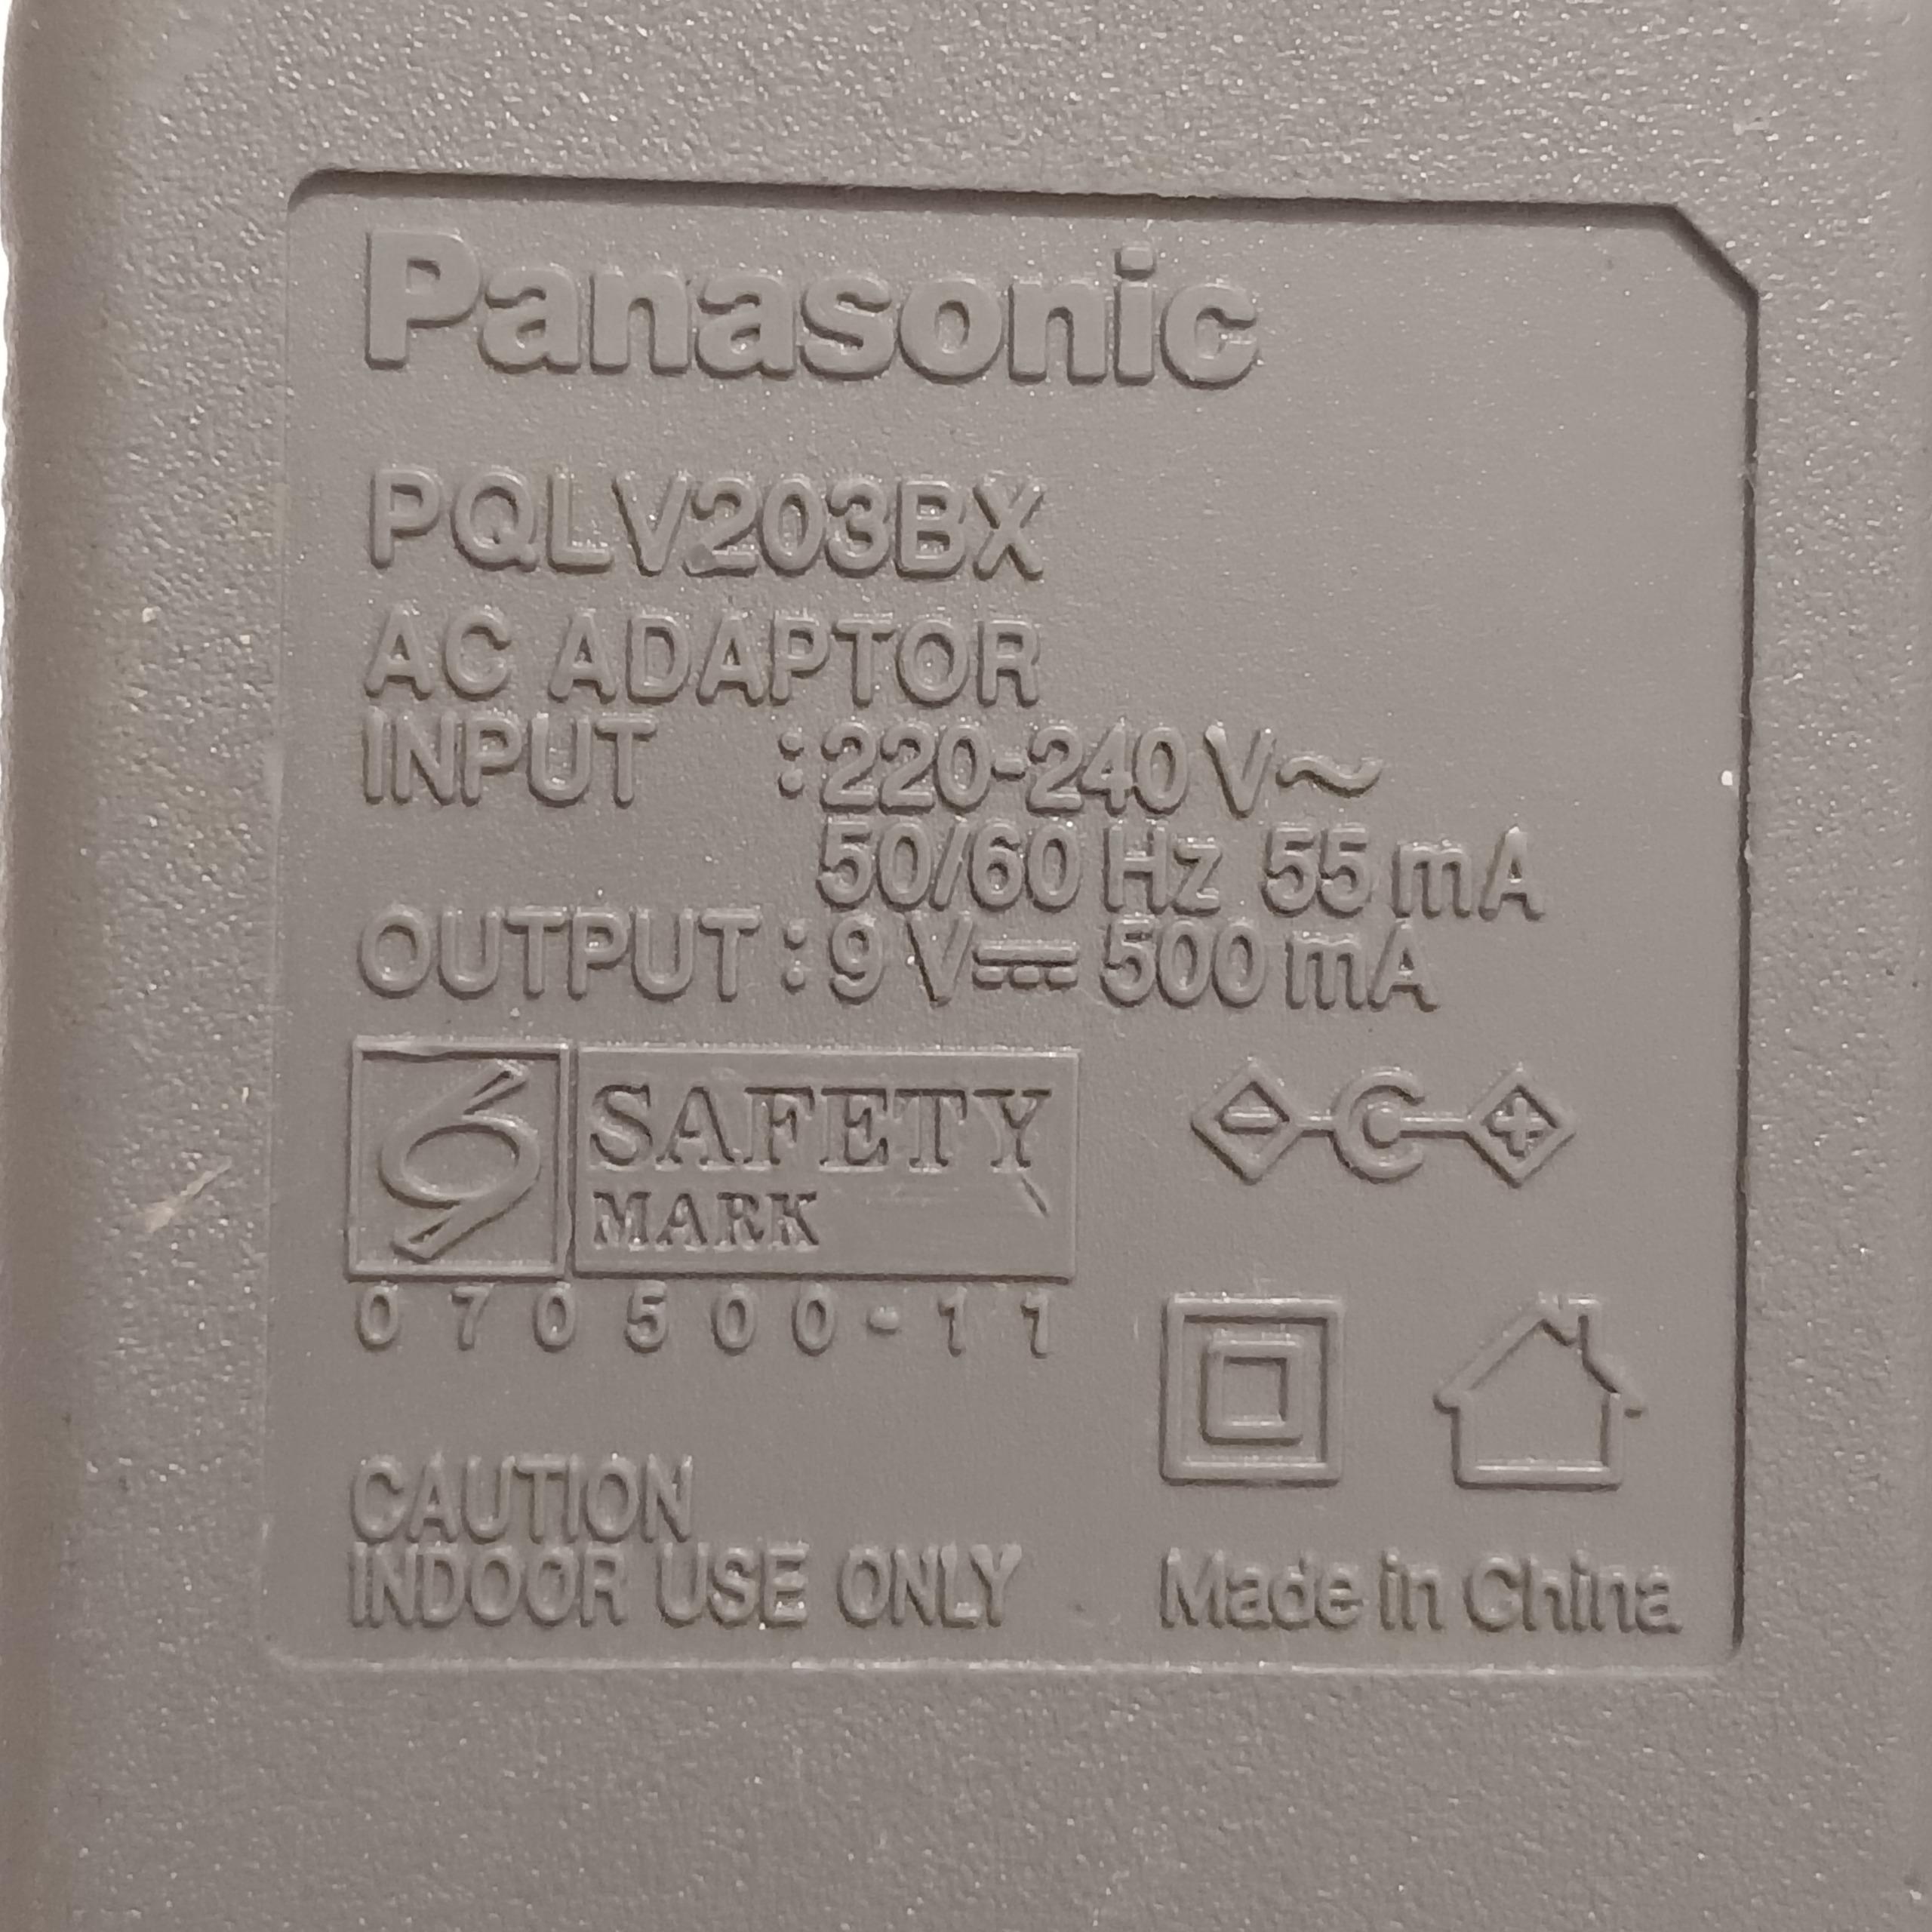 Panasonic
PQLV203BX
AC ADAPTOR
INPUT : 220-240 V~
50/60 Hz 55 mA
OUTPUT : 9 V⎓ 500 mA
SAFETY
MARK
070500-11
CAUTION
INDOOR USE ONLY
Made in China